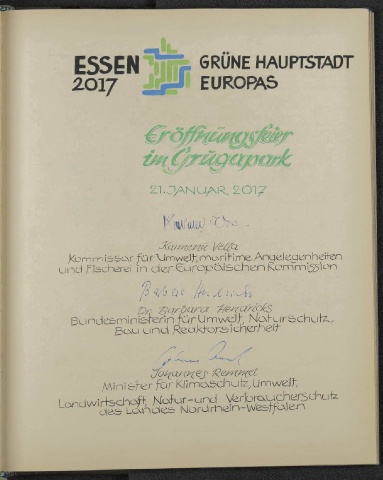 ESSEN
2017
GRÜNE HAUPTSTADT
EUROPAS
Eröffnungsfeier
im Grugapark
21. JANUAR 2017
Karmenu Vella
Kommissar für Umwelt, maritime Angelegenheiten
und Fischerei in der Europäischen Kommission
Barbara Hendricks
Dr. Barbara Hendricks
Bundesministerin für Umwelt, Naturschutz,
Bau und Reaktorsicherheit
Johannes Remmel
Minister für Klimaschutz, Umwelt,
Landwirtschaft, Natur- und Verbraucherschutz
des Landes Nordrhein-Westfalen